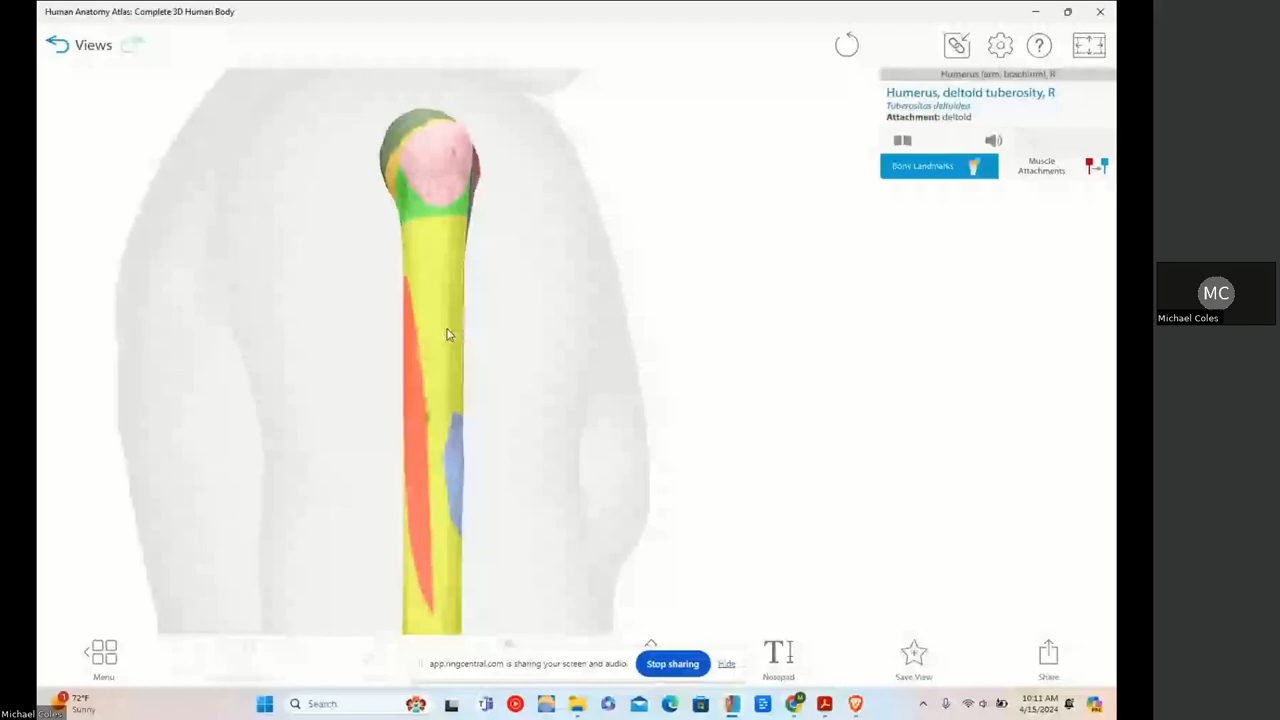 Human Anatomy Atlas: Complete 3D Human Body
Views
Humerus (arm, brachium), R
Humerus, deltoid tuberosity, R
Tuberositas deltoidea
Attachment: deltoid
Bony Landmarks
Muscle
Attachments
MC
Michael Coles
Menu
app.ringcentral.com is sharing your screen and audio.
Stop sharing
Hide
Notepad
Save View
Share
1
72°F
Sunny
Search
10:11 AM
4/15/2024
Michael Coles